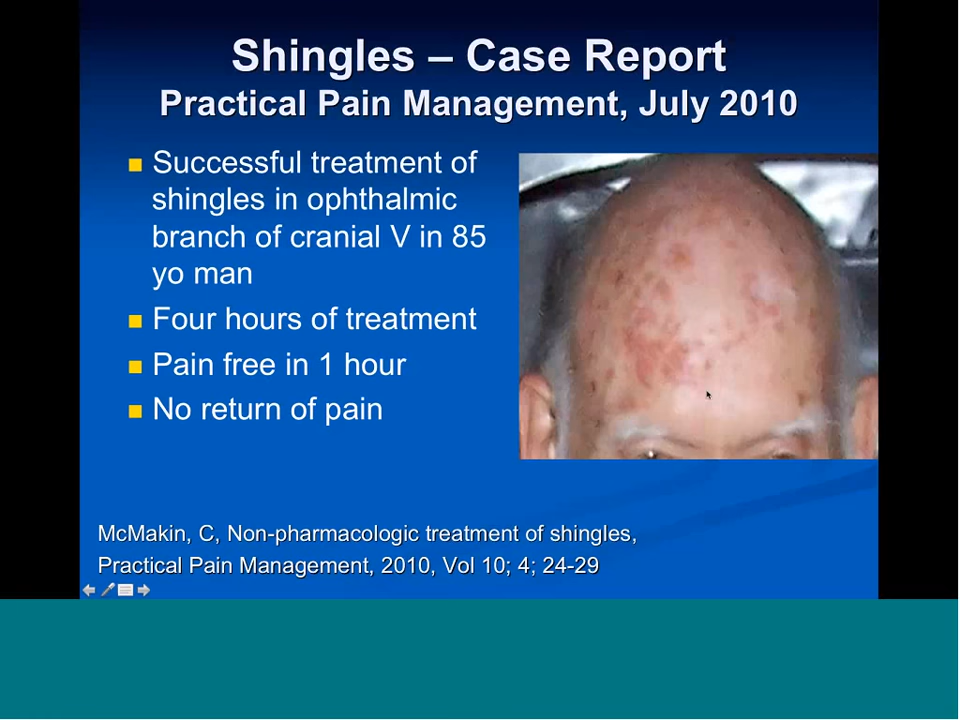 Shingles – Case Report
Practical Pain Management, July 2010
Successful treatment of
shingles in ophthalmic
branch of cranial V in 85
yo man
Four hours of treatment
Pain free in 1 hour
No return of pain
McMakin, C, Non-pharmacologic treatment of shingles,
Practical Pain Management, 2010, Vol 10; 4; 24-29